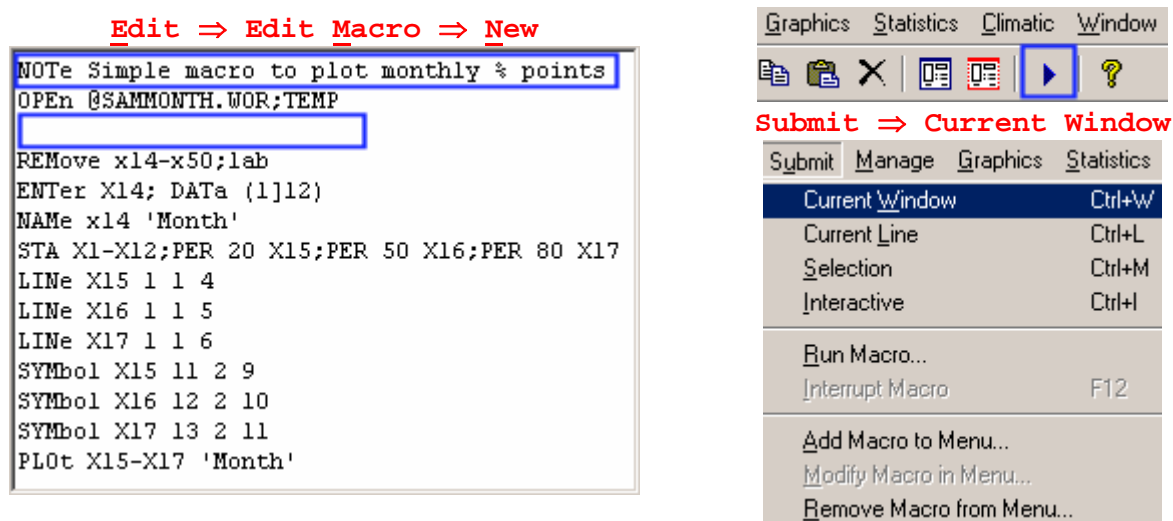 Edit ⇒ Edit Macro ⇒ New
NOTe Simple macro to plot monthly % points
OPEn @SAMMONTH.WOR;TEMP
REMove x14-x50;lab
ENTer X14; DATa (1]12)
NAMe x14 'Month'
STA X1-X12;PER 20 X15;PER 50 X16;PER 80 X17
LINe X15 1 1 4
LINe X16 1 1 5
LINe X17 1 1 6
SYMbol X15 11 2 9
SYMbol X16 12 2 10
SYMbol X17 13 2 11
PLOt X15-X17 'Month'
Graphics Statistics Climatic Window
Submit ⇒ Current Window
Submit Manage Graphics Statistics
Current Window Ctrl+W
Current Line Ctrl+L
Selection Ctrl+M
Interactive Ctrl+I
Run Macro...
Interrupt Macro F12
Add Macro to Menu...
Modify Macro in Menu...
Remove Macro from Menu...